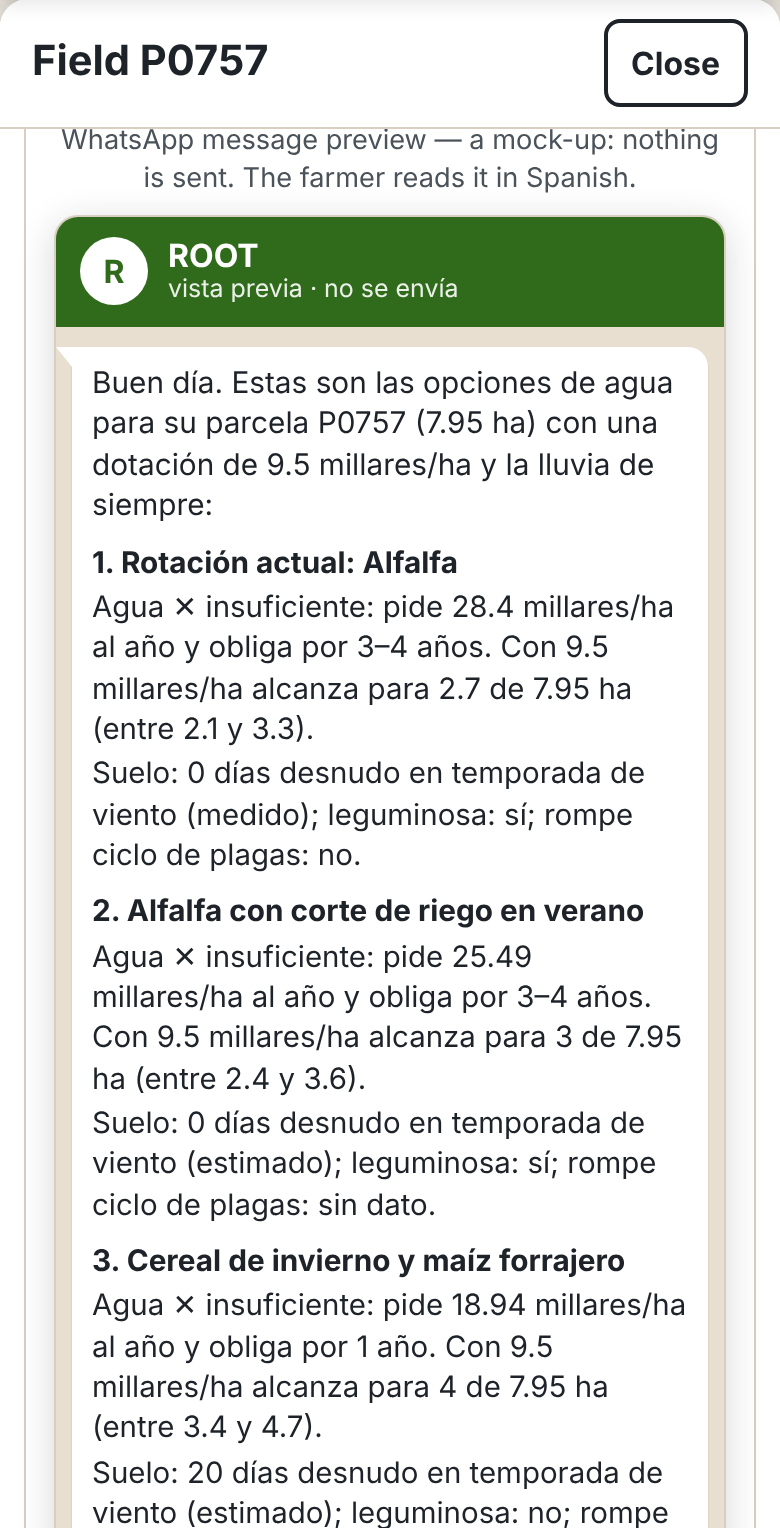 Field P0757
Close
WhatsApp message preview — a mock-up: nothing
is sent. The farmer reads it in Spanish.
R
ROOT
vista previa · no se envía
Buen día. Estas son las opciones de agua
para su parcela P0757 (7.95 ha) con una
dotación de 9.5 millares/ha y la lluvia de
siempre:
1. Rotación actual: Alfalfa
Agua ✕ insuficiente: pide 28.4 millares/ha
al año y obliga por 3–4 años. Con 9.5
millares/ha alcanza para 2.7 de 7.95 ha
(entre 2.1 y 3.3).
Suelo: 0 días desnudo en temporada de
viento (medido); leguminosa: sí; rompe
ciclo de plagas: no.
2. Alfalfa con corte de riego en verano
Agua ✕ insuficiente: pide 25.49
millares/ha al año y obliga por 3–4 años.
Con 9.5 millares/ha alcanza para 3 de 7.95
ha (entre 2.4 y 3.6).
Suelo: 0 días desnudo en temporada de
viento (estimado); leguminosa: sí; rompe
ciclo de plagas: sin dato.
3. Cereal de invierno y maíz forrajero
Agua ✕ insuficiente: pide 18.94 millares/ha
al año y obliga por 1 año. Con 9.5
millares/ha alcanza para 4 de 7.95 ha
(entre 3.4 y 4.7).
Suelo: 20 días desnudo en temporada de
viento (estimado); leguminosa: no; rompe